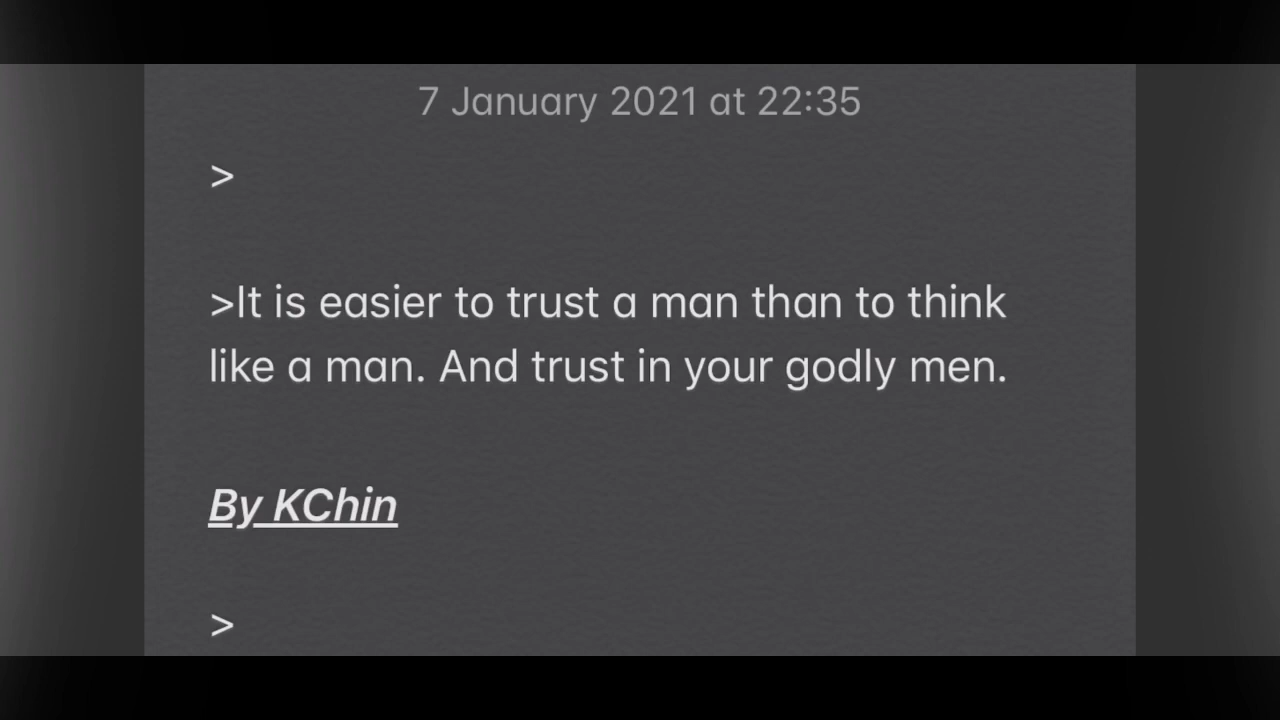 7 January 2021 at 22:35
>
>It is easier to trust a man than to think
like a man. And trust in your godly men.
By KChin
>